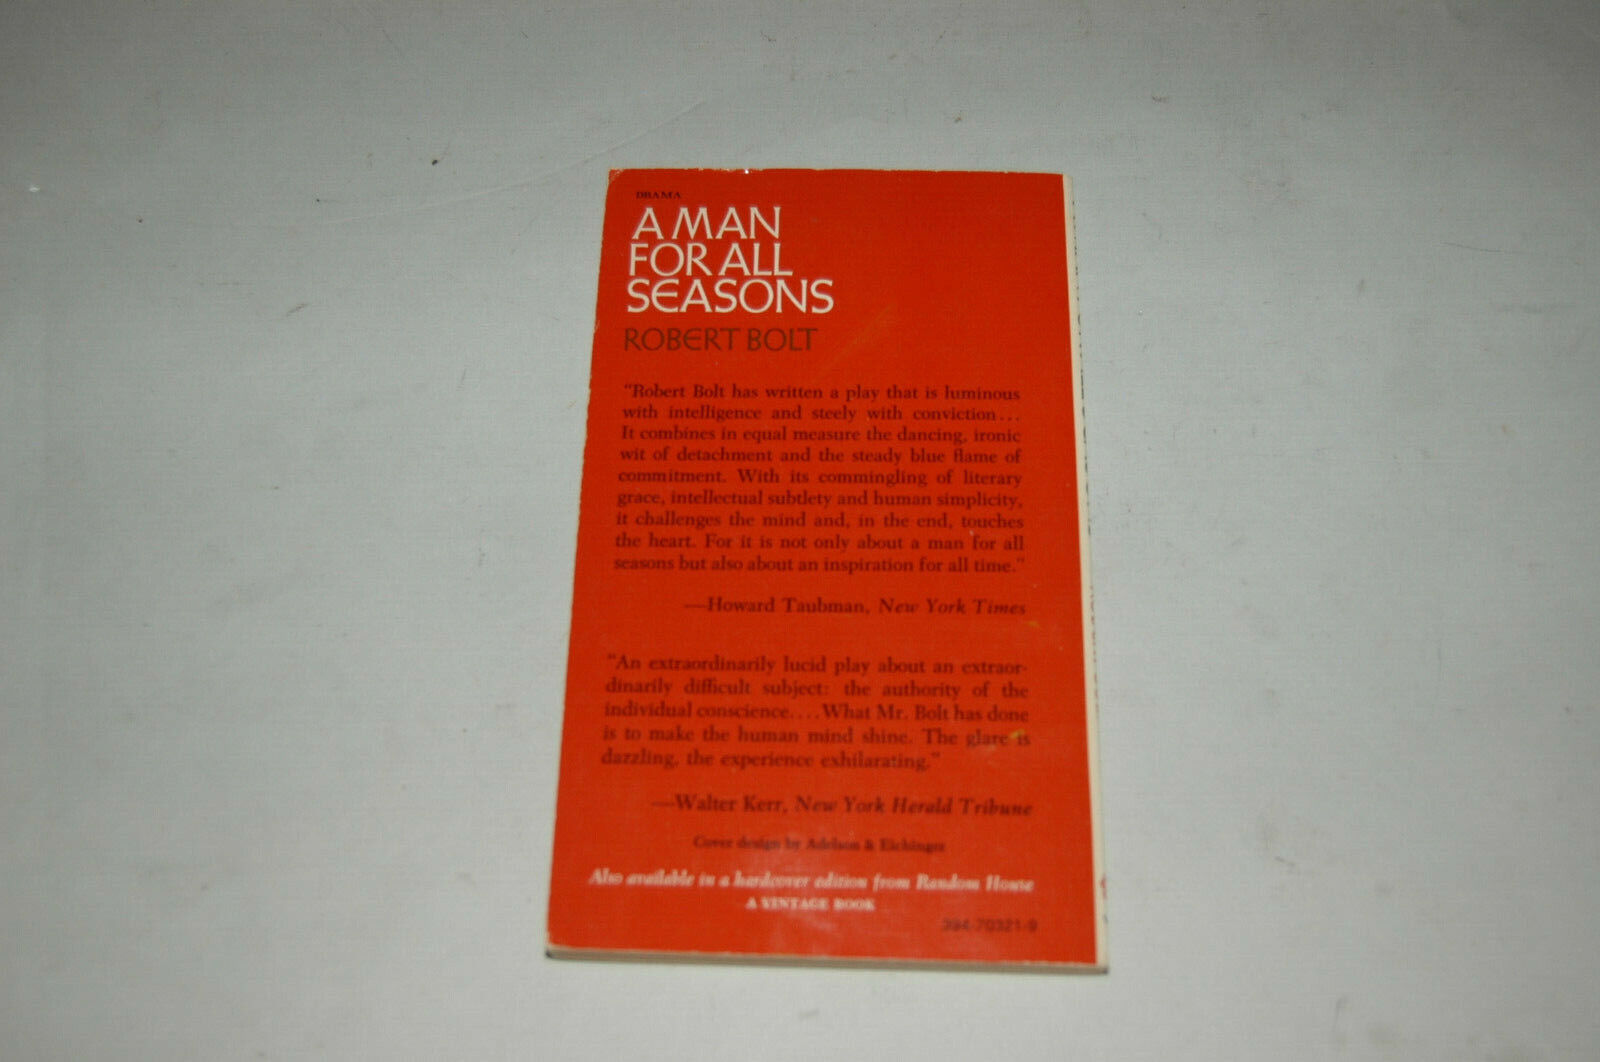 DRAMA
A MAN
FOR ALL
SEASONS
ROBERT BOLT
"Robert Bolt has written a play that is luminous
with intelligence and steely with conviction...
It combines in equal measure the dancing, ironic
wit of detachment and the steady blue flame of
commitment. With its commingling of literary
grace, intellectual subtlety and human simplicity,
it challenges the mind and, in the end, touches
the heart. For it is not only about a man for all
seasons but also about an inspiration for all time."
—Howard Taubman, New York Times
"An extraordinarily lucid play about an extraor-
dinarily difficult subject: the authority of the
individual conscience....What Mr. Bolt has done
is to make the human mind shine. The glare is
dazzling, the experience exhilarating."
—Walter Kerr, New York Herald Tribune
Cover design by Adelson & Eichinger
Also available in a hardcover edition from Random House
A VINTAGE BOOK
394-70321-9